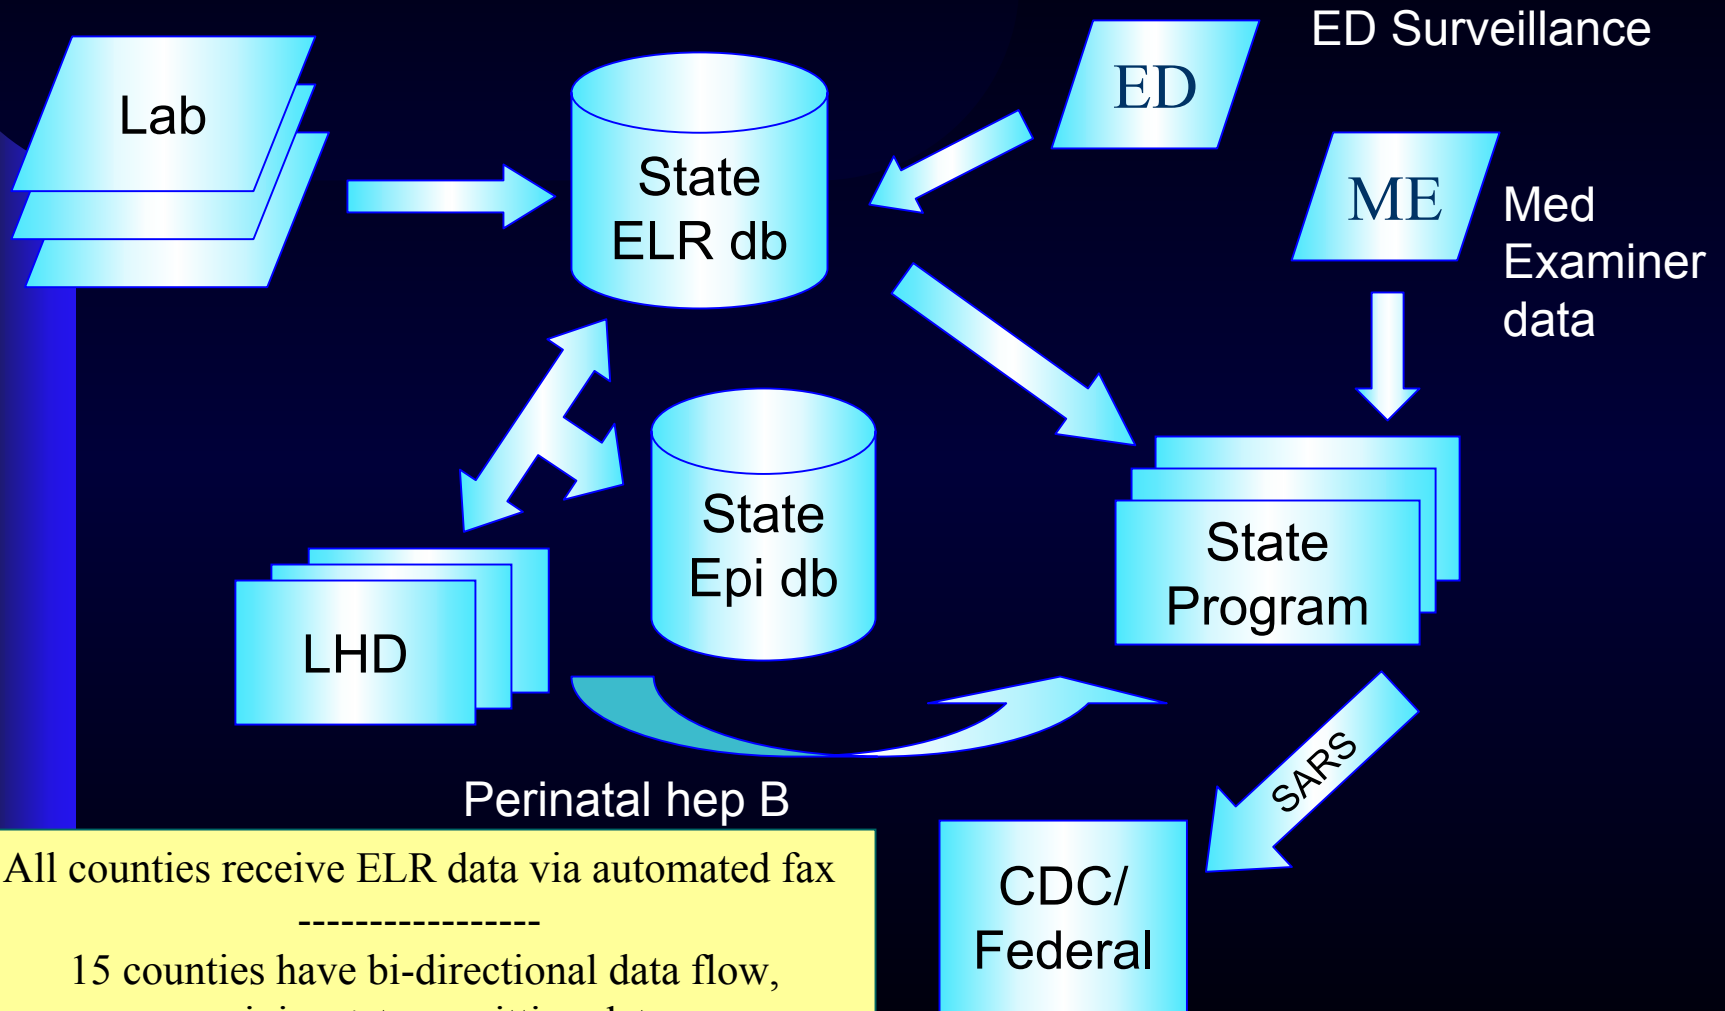 ED Surveillance
Lab
ED
State
ELR db
ME
Med
Examiner
data
State
Epi db
State
Program
LHD
SARS
Perinatal hep B
All counties receive ELR data via automated fax
-----------------
15 counties have bi-directional data flow,
CDC/
Federal